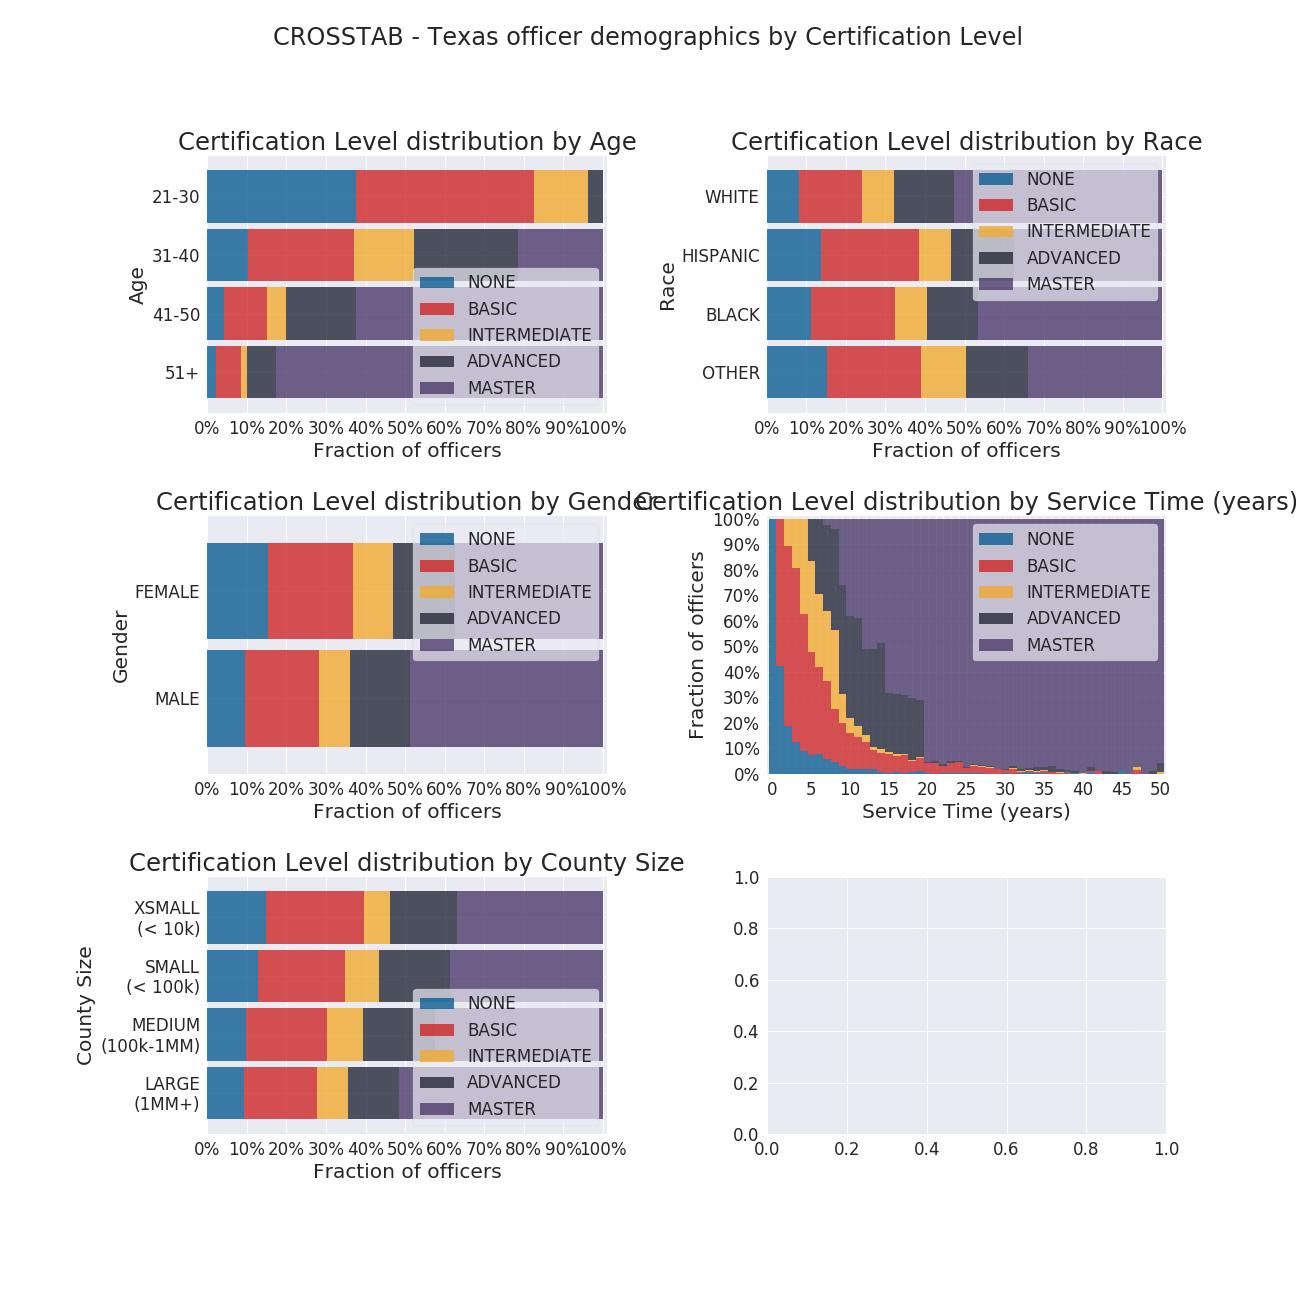 CROSSTAB - Texas officer demographics by Certification Level
Certification Level distribution by Age
Age
21-30
31-40
41-50
51+
NONE
BASIC
INTERMEDIATE
ADVANCED
MASTER
0% 10% 20% 30% 40% 50% 60% 70% 80% 90% 100%
Fraction of officers
Certification Level distribution by Race
Race
WHITE
HISPANIC
BLACK
OTHER
NONE
BASIC
INTERMEDIATE
ADVANCED
MASTER
0% 10% 20% 30% 40% 50% 60% 70% 80% 90% 100%
Fraction of officers
Certification Level distribution by Gender
Gender
FEMALE
MALE
NONE
BASIC
INTERMEDIATE
ADVANCED
MASTER
0% 10% 20% 30% 40% 50% 60% 70% 80% 90% 100%
Fraction of officers
Certification Level distribution by Service Time (years)
Fraction of officers
100%
90%
80%
70%
60%
50%
40%
30%
20%
10%
0%
NONE
BASIC
INTERMEDIATE
ADVANCED
MASTER
0 5 10 15 20 25 30 35 40 45 50
Service Time (years)
Certification Level distribution by County Size
County Size
XSMALL
(< 10k)
SMALL
(< 100k)
MEDIUM
(100k-1MM)
LARGE
(1MM+)
NONE
BASIC
INTERMEDIATE
ADVANCED
MASTER
0% 10% 20% 30% 40% 50% 60% 70% 80% 90% 100%
Fraction of officers
1.0
0.8
0.6
0.4
0.2
0.0
0.0 0.2 0.4 0.6 0.8 1.0